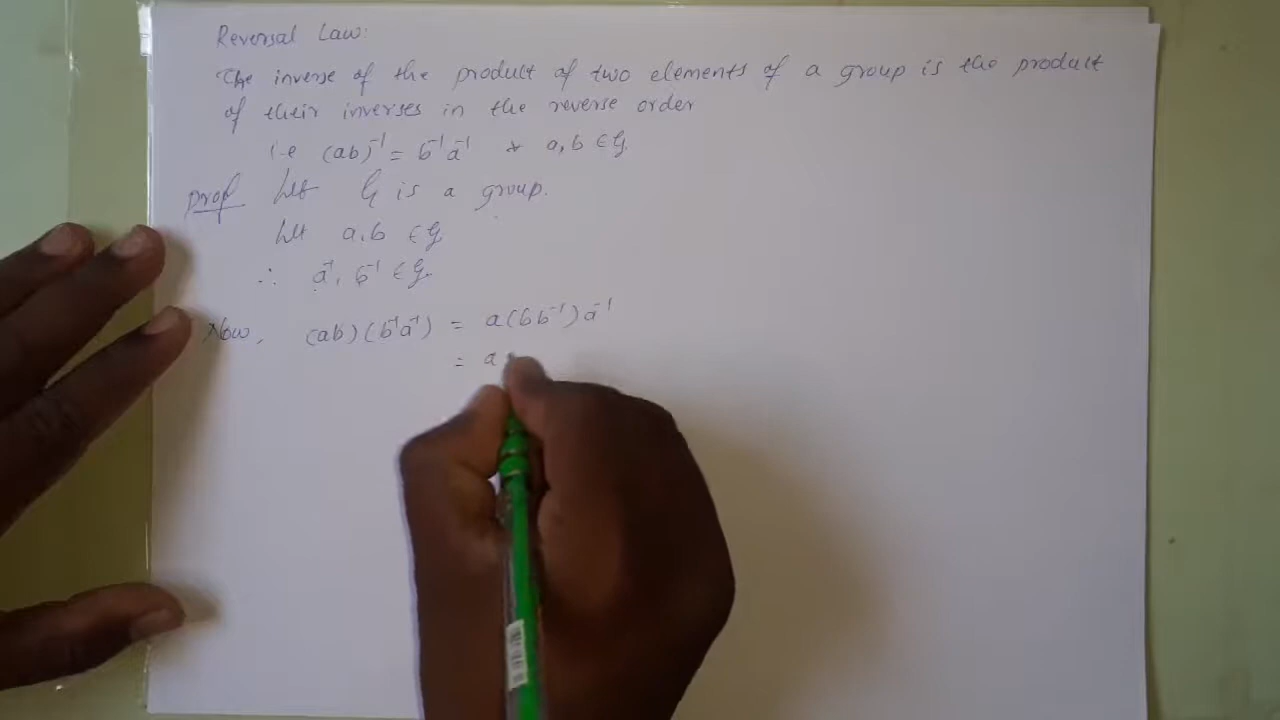 Reversal Law:
The inverse of the product of two elements of a group is the product
of their inverses in the reverse order
i.e (ab)⁻¹ = b⁻¹a⁻¹ ∀ a,b ∈ G
Prof Let G is a group.
Let a,b ∈ G
∴ a⁻¹, b⁻¹ ∈ G
Now, (ab)(b⁻¹a⁻¹) = a(bb⁻¹)a⁻¹
= a